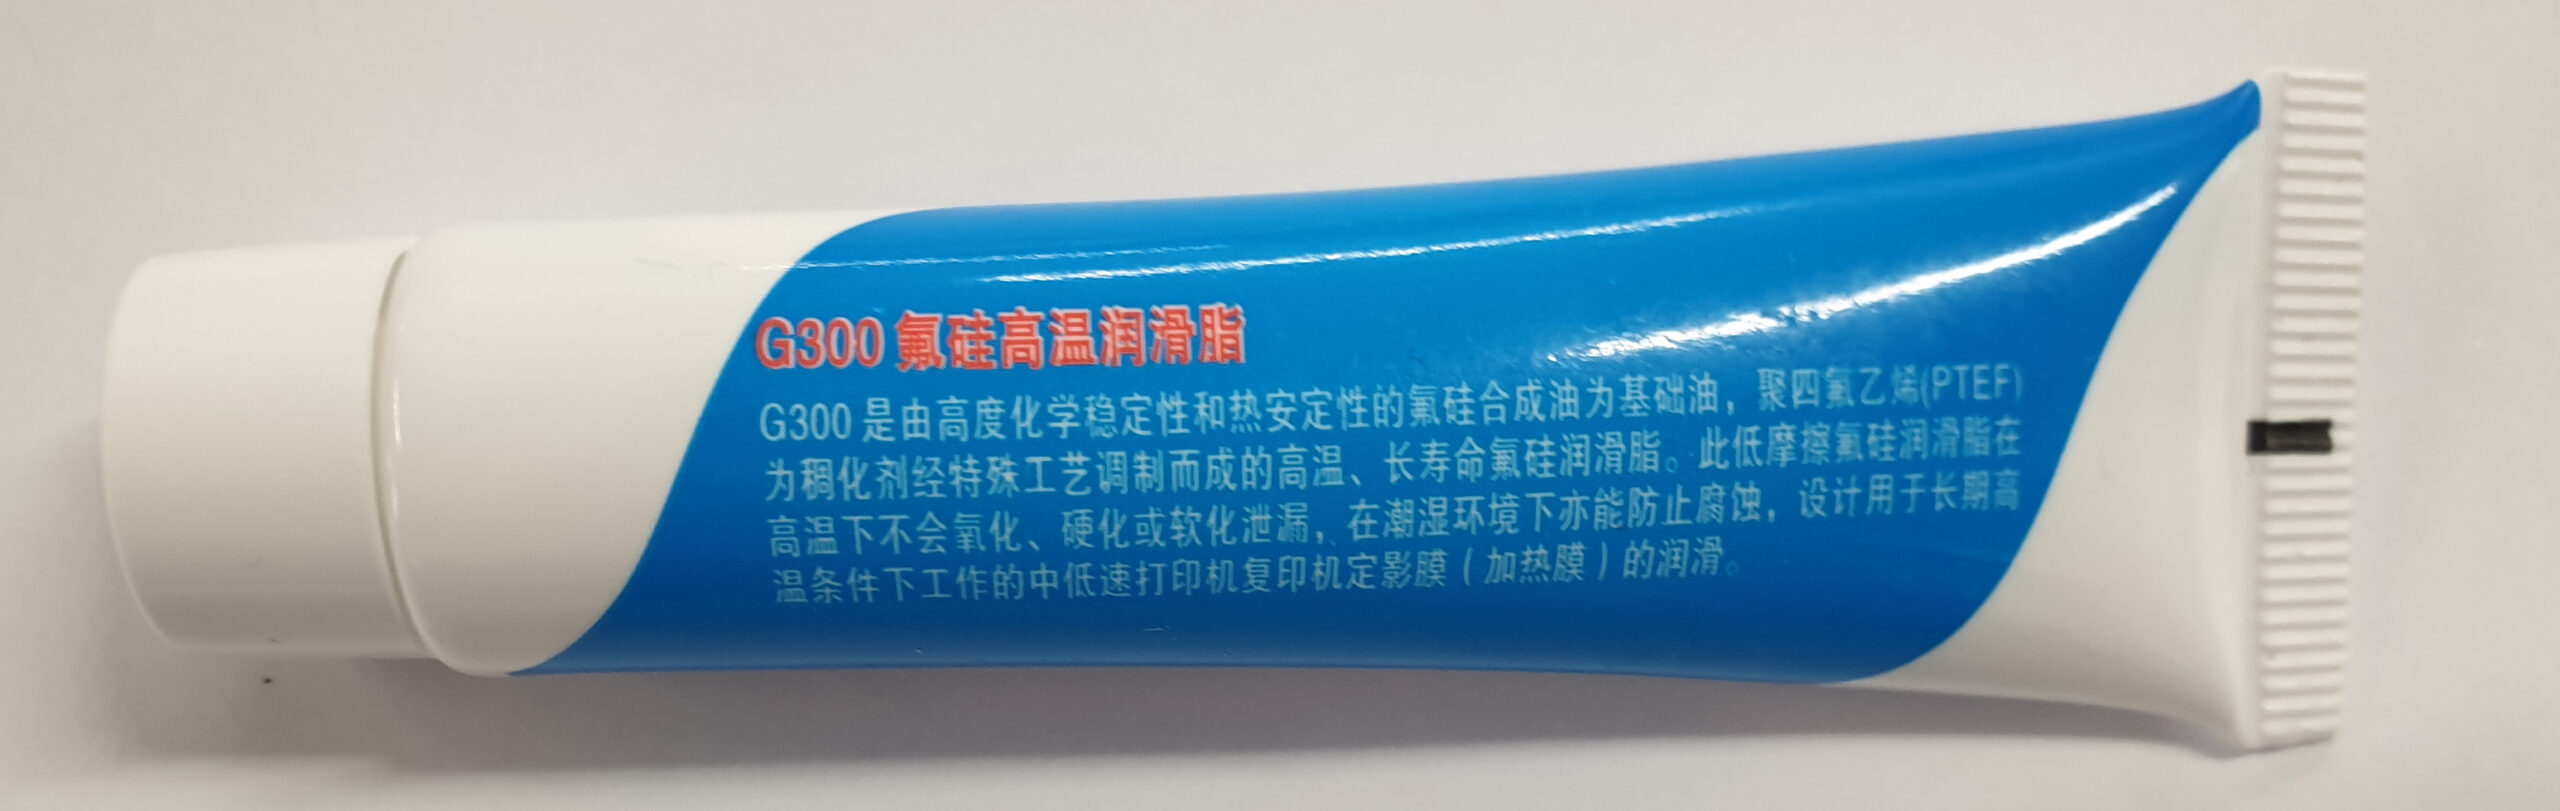 G300 氟硅高温润滑脂
G300 是由高度化学稳定性和热安定性的氟硅合成油为基础油，聚四氟乙烯(PTEF)
为稠化剂经特殊工艺调制而成的高温、长寿命氟硅润滑脂。此低摩擦氟硅润滑脂在
高温下不会氧化、硬化或软化泄漏，在潮湿环境下亦能防止腐蚀，设计用于长期高
温条件下工作的中低速打印机复印机定影膜（加热膜）的润滑。